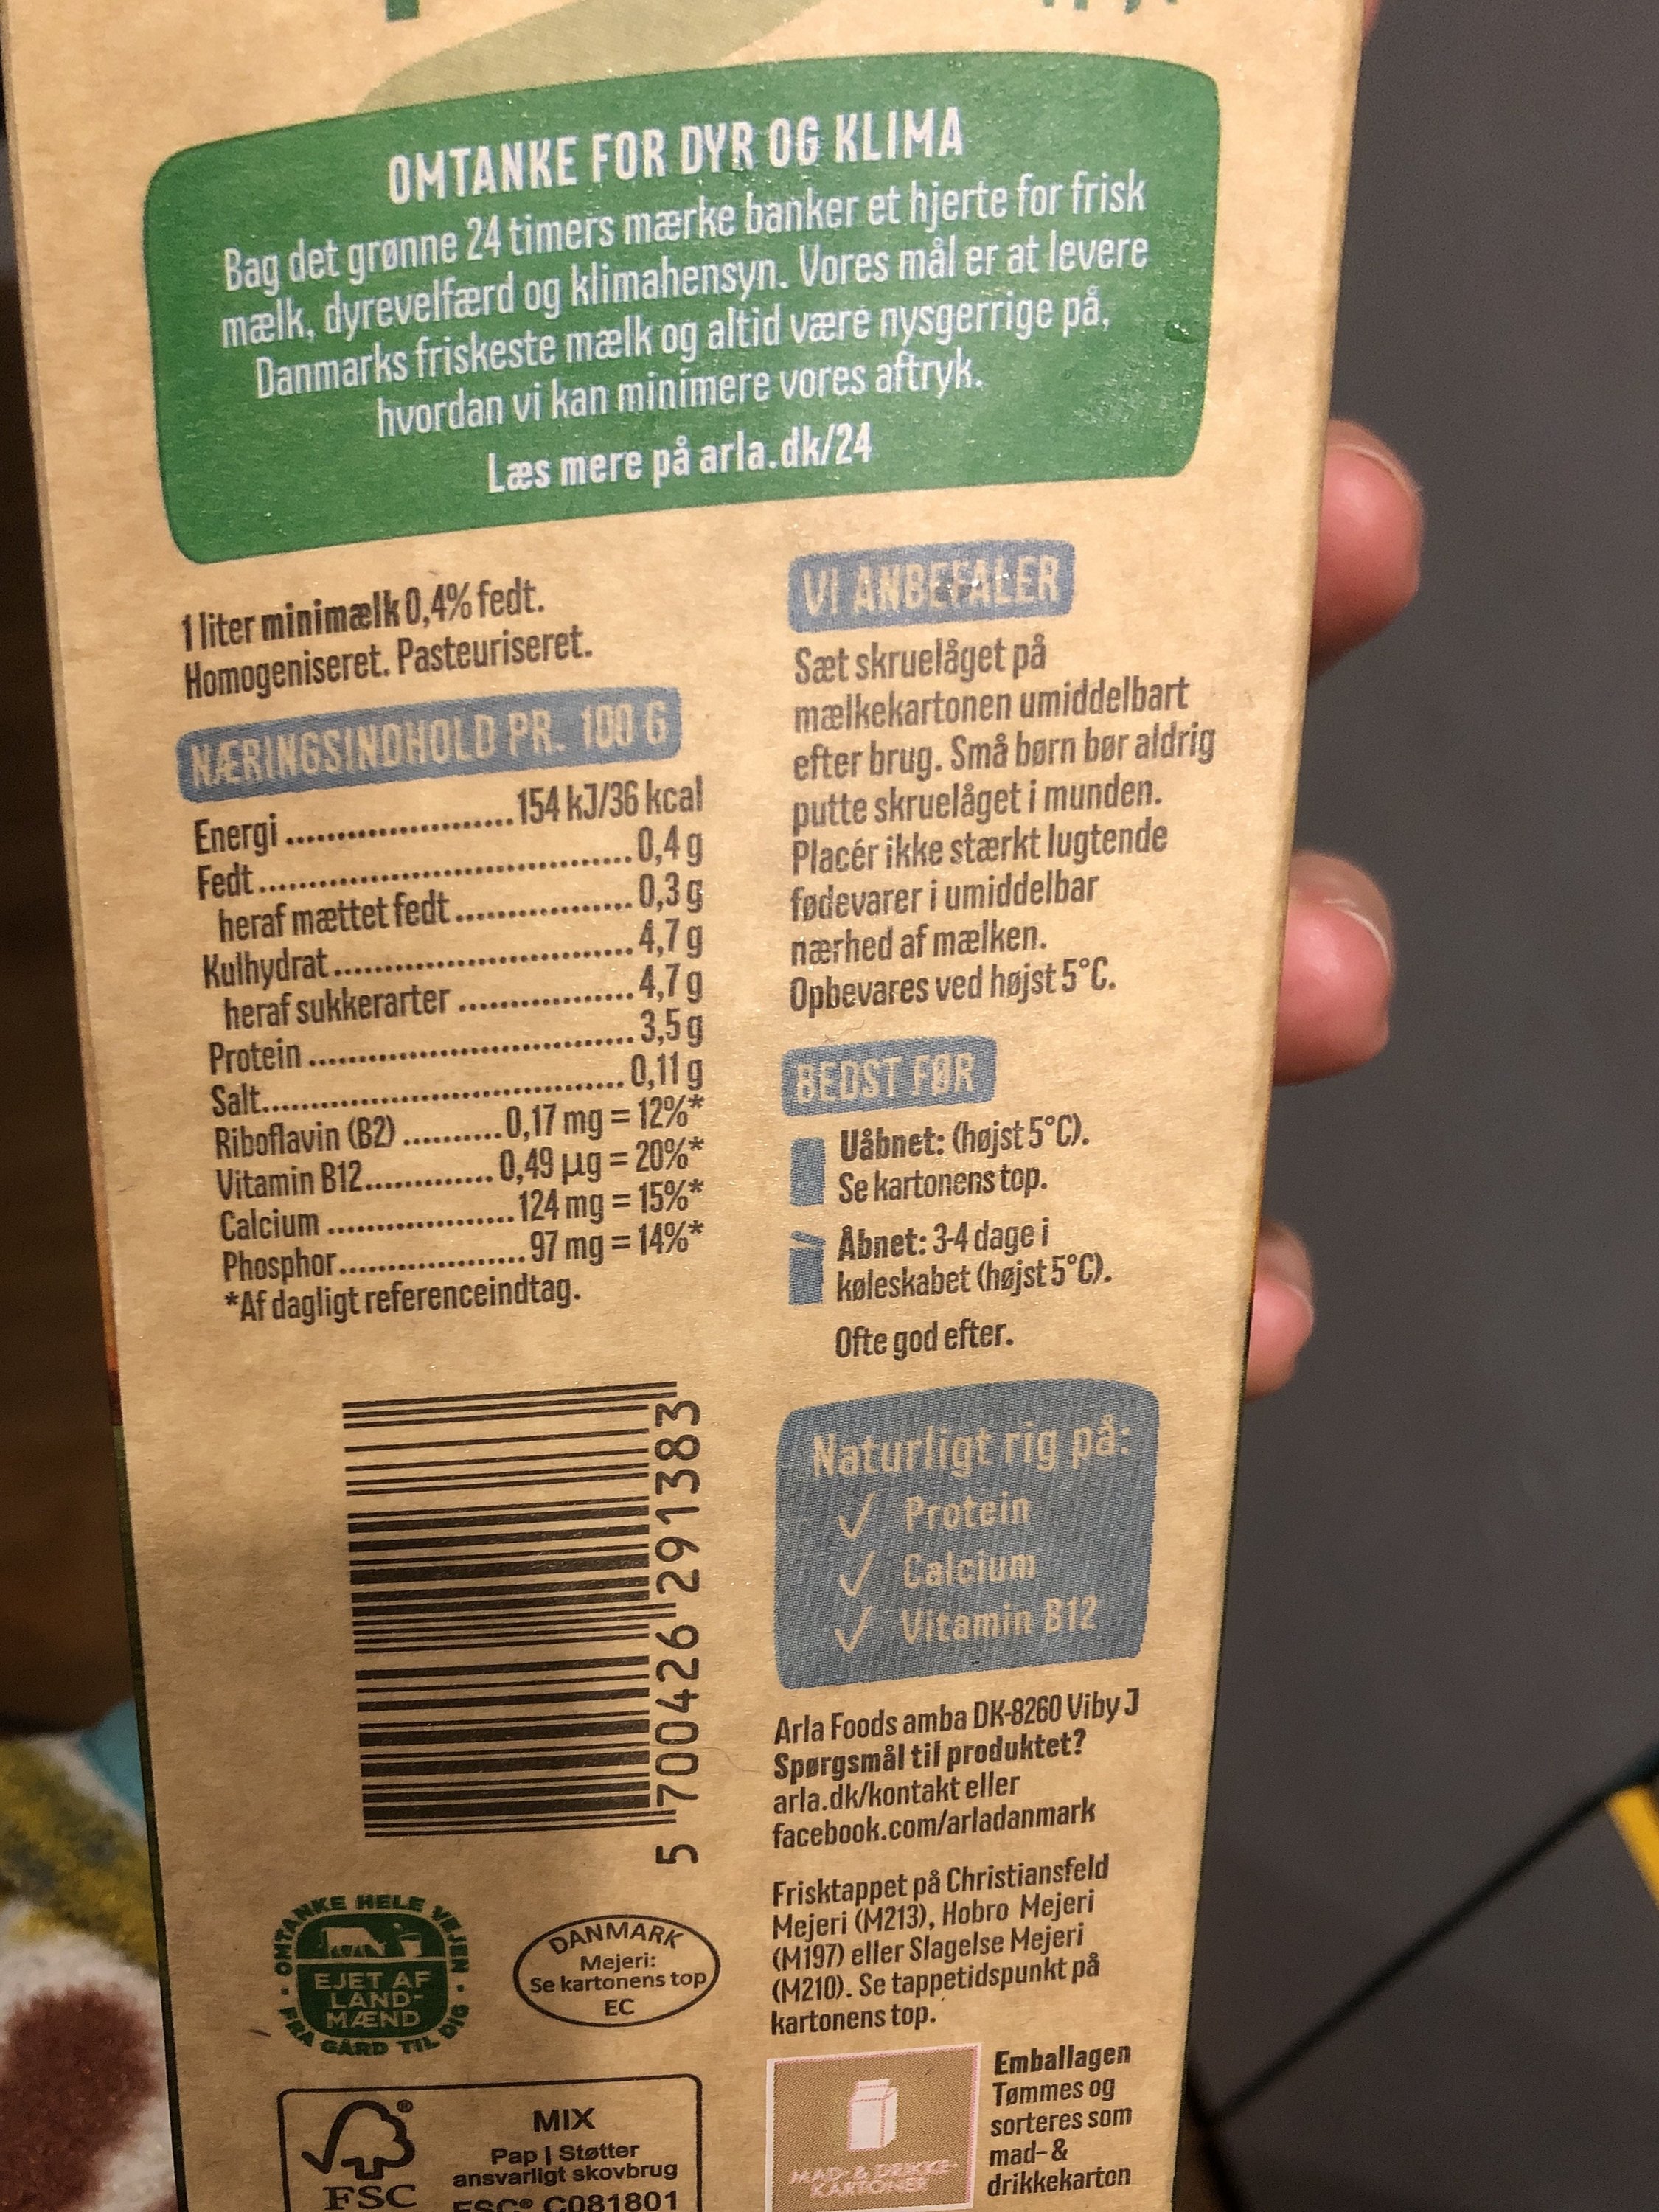 OMTANKE FOR DYR OG KLIMA
Bag det grønne 24 timers mærke banker et hjerte for frisk
mælk, dyrevelfærd og klimahensyn. Vores mål er at levere
Danmarks friskeste mælk og altid være nysgerrige på,
hvordan vi kan minimere vores aftryk.
Læs mere på arla.dk/24
1 liter minimælk 0,4% fedt.
Homogeniseret. Pasteuriseret.
NÆRINGSINDHOLD PR. 100 G
Energi ........................ 154 kJ/36 kcal
Fedt ........................ 0,4 g
heraf mættet fedt ................. 0,3 g
Kulhydrat ........................ 4,7 g
heraf sukkerarter ................. 4,7 g
Protein ........................ 3,5 g
Salt ........................ 0,11 g
Riboflavin (B2) .......... 0,17 mg = 12%*
Vitamin B12 ............. 0,49 µg = 20%*
Calcium ................... 124 mg = 15%*
Phosphor ................... 97 mg = 14%*
*Af dagligt referenceindtag.
5 700426 291383
OMTANKE HELE VEJEN
FRA GÅRD TIL DIG
EJET AF
LAND-
MÆND
DANMARK
Mejeri:
Se kartonens top
EC
FSC
MIX
Pap | Støtter
ansvarligt skovbrug
FSC® C081801
VI ANBEFALER
Sæt skruelåget på
mælkekartonen umiddelbart
efter brug. Små børn bør aldrig
putte skruelåget i munden.
Placér ikke stærkt lugtende
fødevarer i umiddelbar
nærhed af mælken.
Opbevares ved højst 5°C.
BEDST FØR
Uåbnet: (højst 5°C).
Se kartonens top.
Åbnet: 3-4 dage i
køleskabet (højst 5°C).
Ofte god efter.
Naturligt rig på:
✓ Protein
✓ Calcium
✓ Vitamin B12
Arla Foods amba DK-8260 Viby J
Spørgsmål til produktet?
arla.dk/kontakt eller
facebook.com/arladanmark
Frisktappet på Christiansfeld
Mejeri (M213), Hobro Mejeri
(M197) eller Slagelse Mejeri
(M210). Se tappetidspunkt på
kartonens top.
MAD- & DRIKKE-
KARTONER
Emballagen
Tømmes og
sorteres som
mad- &
drikkekarton